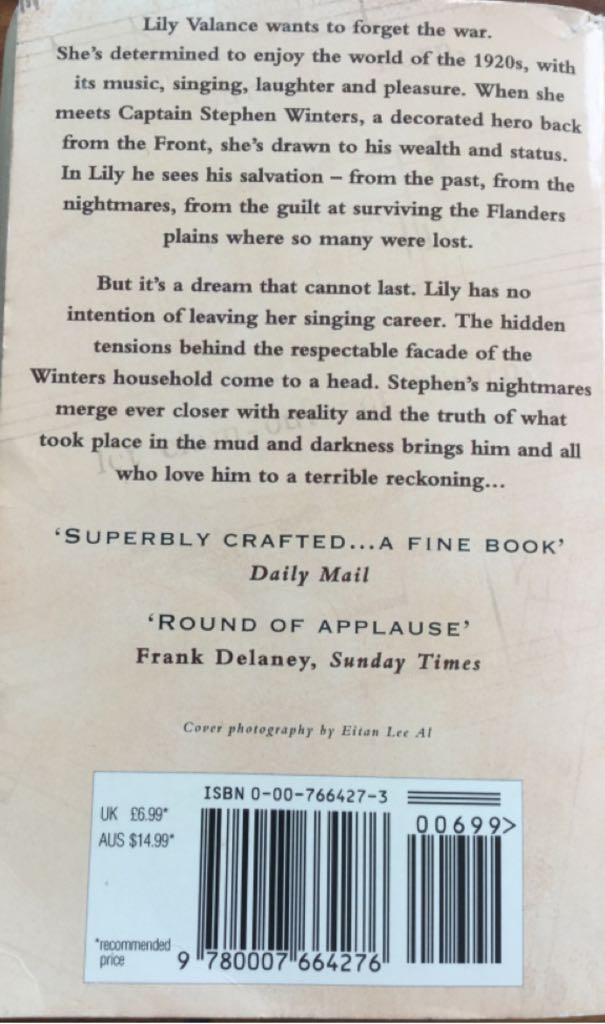 Lily Valance wants to forget the war.
She's determined to enjoy the world of the 1920s, with
its music, singing, laughter and pleasure. When she
meets Captain Stephen Winters, a decorated hero back
from the Front, she's drawn to his wealth and status.
In Lily he sees his salvation – from the past, from the
nightmares, from the guilt at surviving the Flanders
plains where so many were lost.
But it's a dream that cannot last. Lily has no
intention of leaving her singing career. The hidden
tensions behind the respectable facade of the
Winters household come to a head. Stephen's nightmares
merge ever closer with reality and the truth of what
took place in the mud and darkness brings him and all
who love him to a terrible reckoning...
'SUPERBLY CRAFTED...A FINE BOOK'
Daily Mail
'ROUND OF APPLAUSE'
Frank Delaney, Sunday Times
Cover photography by Eitan Lee Al
ISBN 0-00-766427-3
UK £6.99*
AUS $14.99*
00699>
*recommended
price
9 780007 664276